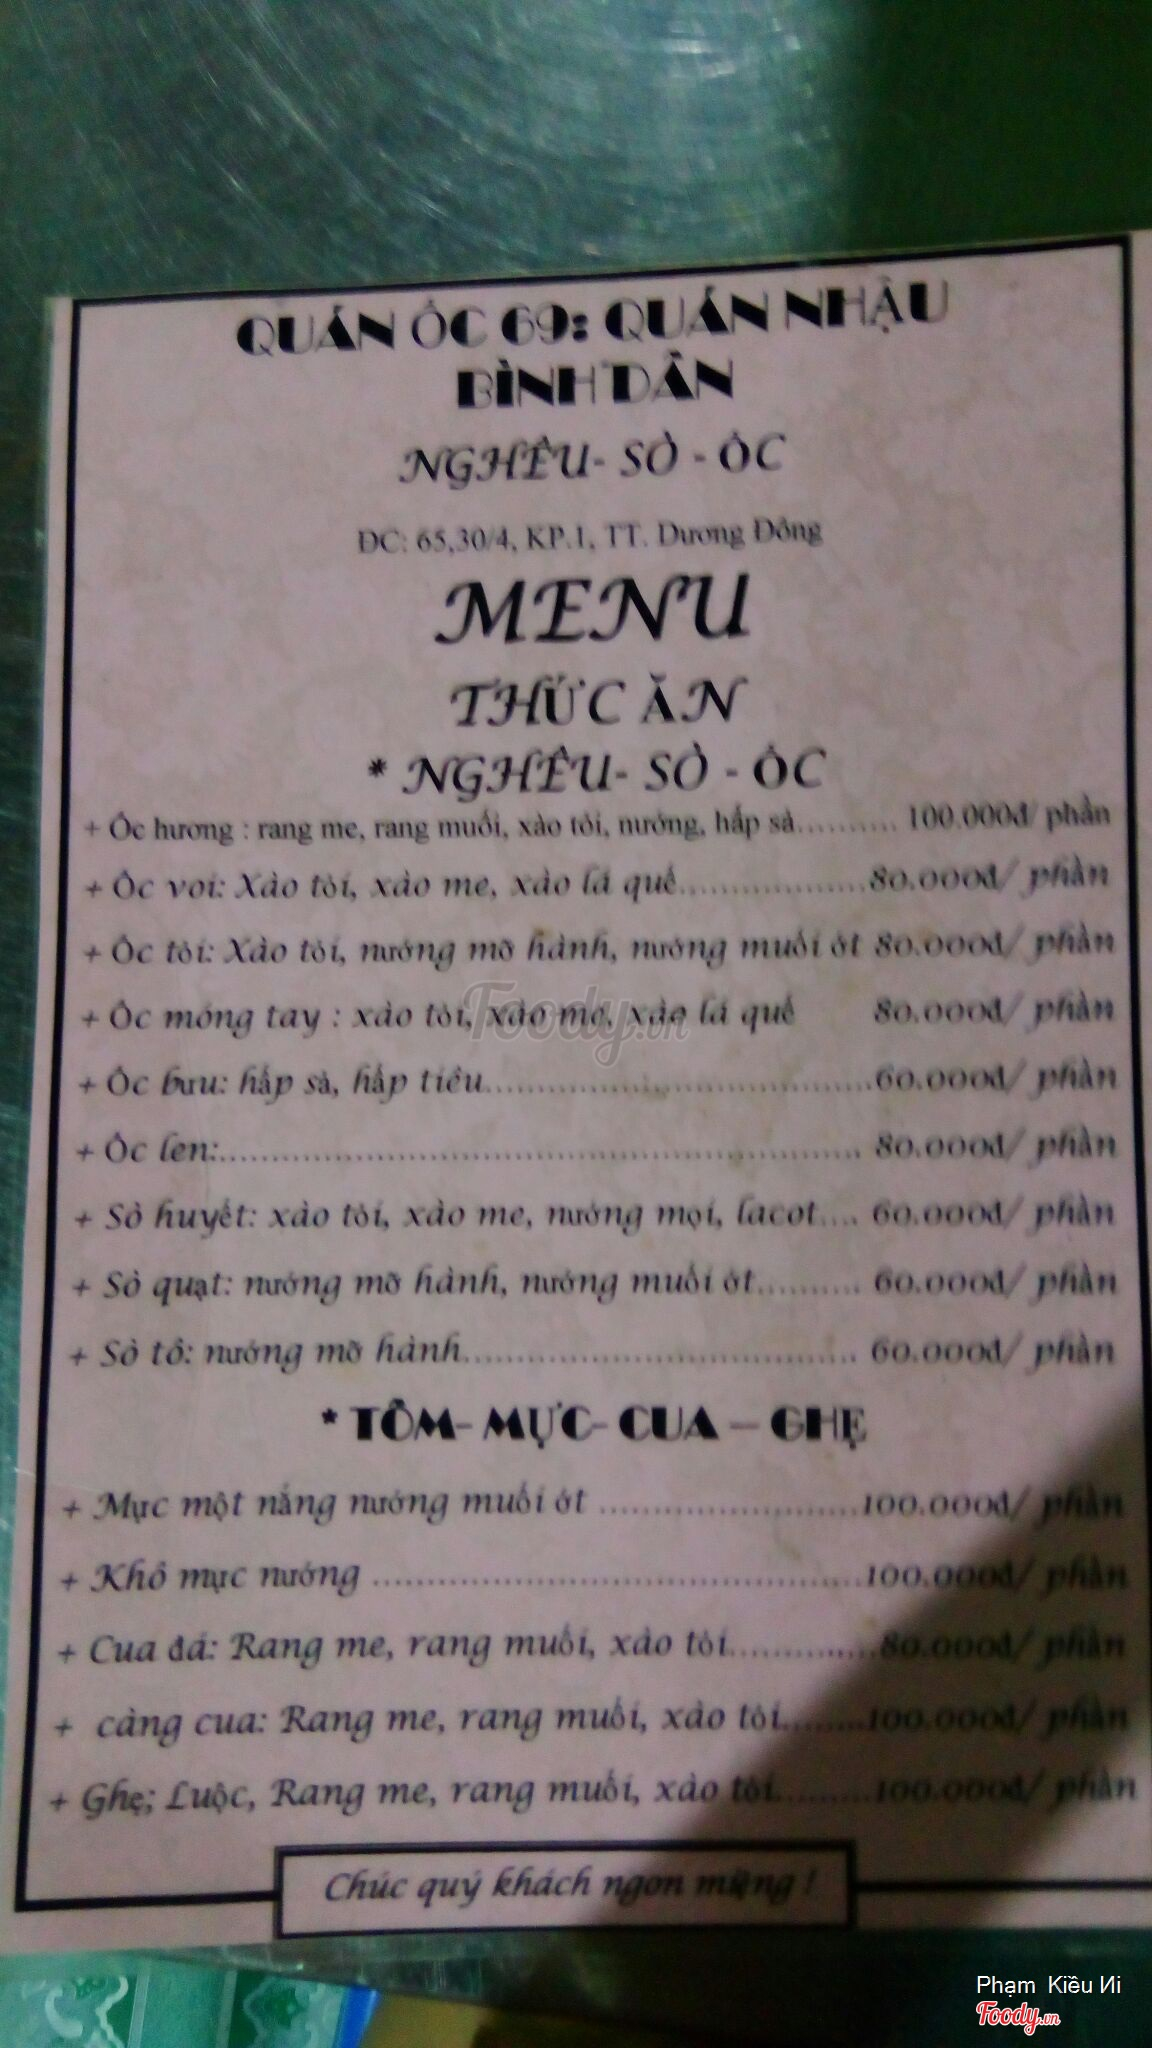 QUÁN ỐC 69: QUÁN NHẬU
BÌNH DÂN
NGHÊU- SÒ - ỐC
ĐC: 65,30/4, KP.1, TT. Dương Đông
MENU
THỨC ĂN
* NGHÊU- SÒ - ỐC
+ Ốc hương : rang me, rang muối, xào tỏi, nướng, hấp sả.......... 100.000đ/ phần
+ Ốc voi: Xào tỏi, xào me, xào lá quế...................80.000đ/ phần
+ Ốc tỏi: Xào tỏi, nướng mỡ hành, nướng muối ớt 80.000đ/ phần
+ Ốc móng tay : xào tỏi, xào me, xào lá quế 80.000đ/ phần
+ Ốc bưu: hấp sả, hấp tiêu.......................................60.000đ/ phần
+ Ốc len:................................................................. 80.000đ/ phần
+ Sò huyết: xào tỏi, xào me, nướng mọi, lacot.... 60.000đ/ phần
+ Sò quạt: nướng mỡ hành, nướng muối ớt.......... 60.000đ/ phần
+ Sò tô: nướng mỡ hành....................................... 60.000đ/ phần
* TÔM- MỰC- CUA – GHẸ
+ Mực một nắng nướng muối ớt .........................100.000đ/ phần
+ Khô mực nướng ...............................................100.000đ/ phần
+ Cua đá: Rang me, rang muối, xào tỏi...............80.000đ/ phần
+ càng cua: Rang me, rang muối, xào tỏi.........100.000đ/ phần
+ Ghẹ; Luộc, Rang me, rang muối, xào tỏi..........100.000đ/ phần
Chúc quý khách ngon miệng !
Foody.vn
Phạm Kiều Иi
Foody.vn